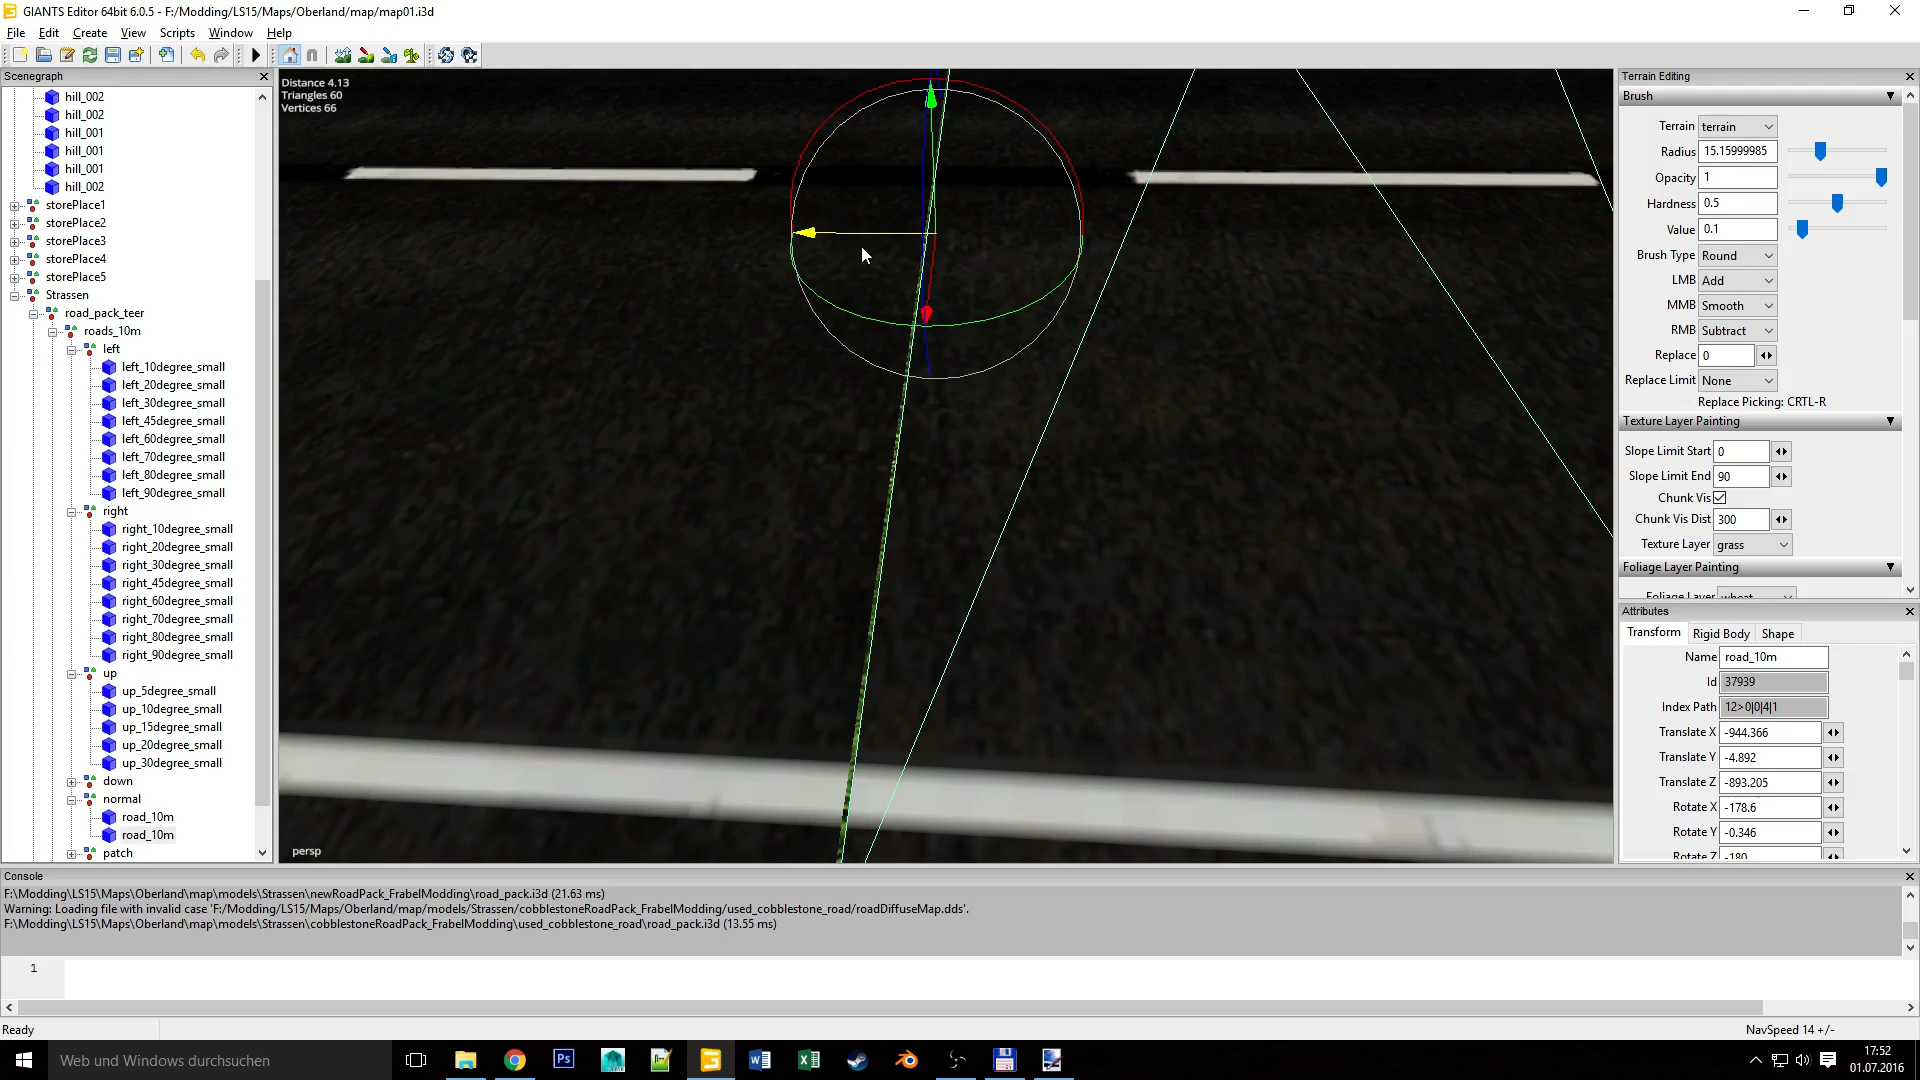 GIANTS Editor 64bit 6.0.5 - F:/Modding/LS15/Maps/Oberland/map/map01.i3d
File Edit Create View Scripts Window Help
Scenegraph
hill_002
hill_002
hill_001
hill_001
hill_001
hill_002
storePlace1
storePlace2
storePlace3
storePlace4
storePlace5
Strassen
road_pack_teer
roads_10m
left
left_10degree_small
left_20degree_small
left_30degree_small
left_45degree_small
left_60degree_small
left_70degree_small
left_80degree_small
left_90degree_small
right
right_10degree_small
right_20degree_small
right_30degree_small
right_45degree_small
right_60degree_small
right_70degree_small
right_80degree_small
right_90degree_small
up
up_5degree_small
up_10degree_small
up_15degree_small
up_20degree_small
up_30degree_small
down
normal
road_10m
road_10m
patch
Distance 4.13
Triangles 60
Vertices 66
persp
Terrain Editing
Brush
Terrain terrain
Radius 15.15999985
Opacity 1
Hardness 0.5
Value 0.1
Brush Type Round
LMB Add
MMB Smooth
RMB Subtract
Replace 0
Replace Limit None
Replace Picking: CRTL-R
Texture Layer Painting
Slope Limit Start 0
Slope Limit End 90
Chunk Vis
Chunk Vis Dist 300
Texture Layer grass
Foliage Layer Painting
Foliage Layer wheat
Attributes
Transform Rigid Body Shape
Name road_10m
Id 37939
Index Path 12>0|0|4|1
Translate X -944.366
Translate Y -4.892
Translate Z -893.205
Rotate X -178.6
Rotate Y -0.346
Rotate Z -180
Console
F:\Modding\LS15\Maps\Oberland\map\models\Strassen\newRoadPack_FrabelModding\road_pack.i3d (21.63 ms)
Warning: Loading file with invalid case 'F:/Modding/LS15/Maps/Oberland/map/models/Strassen/cobblestoneRoadPack_FrabelModding/used_cobblestone_road/roadDiffuseMap.dds'.
F:\Modding\LS15\Maps\Oberland\map\models\Strassen\cobblestoneRoadPack_FrabelModding\used_cobblestone_road\road_pack.i3d (13.55 ms)
1
Ready
NavSpeed 14 +/-
Web und Windows durchsuchen
Ps
17:52
01.07.2016